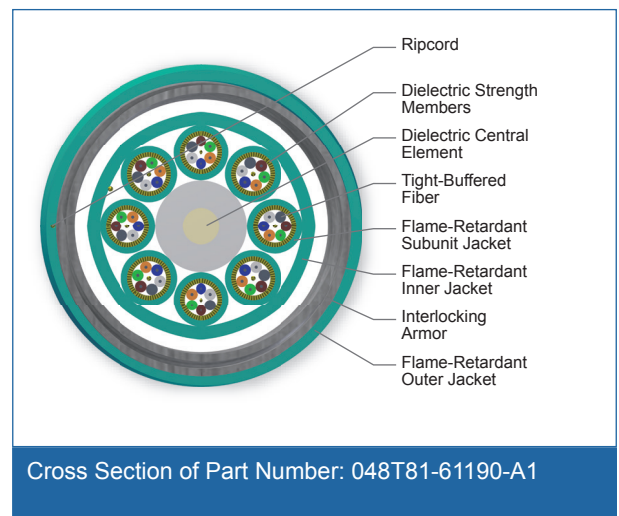 Ripcord
Dielectric Strength
Members
Dielectric Central
Element
Tight-Buffered
Fiber
Flame-Retardant
Subunit Jacket
Flame-Retardant
Inner Jacket
Interlocking
Armor
Flame-Retardant
Outer Jacket
Cross Section of Part Number: 048T81-61190-A1